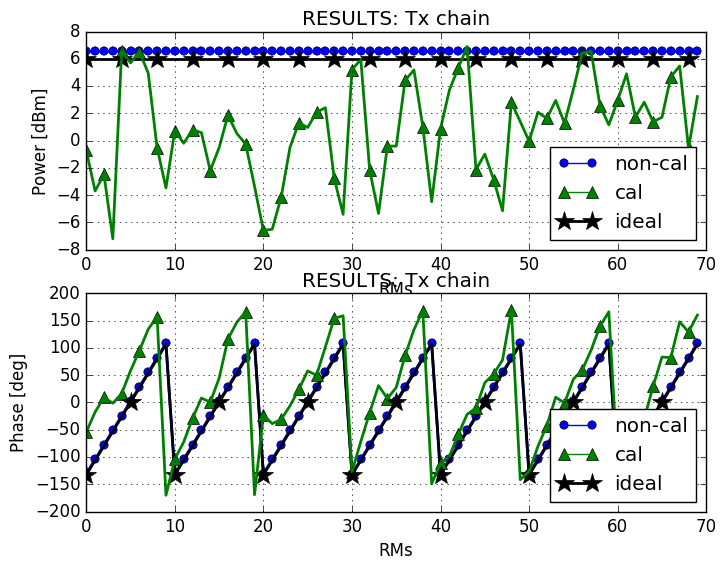 RESULTS: Tx chain
8
6
4
2
0
−2
−4
−6
−8
Power [dBm]
non-cal
cal
ideal
0 10 20 30 40 50 60 70
RMs
RESULTS: Tx chain
200
150
100
50
0
−50
−100
−150
−200
Phase [deg]
non-cal
cal
ideal
0 10 20 30 40 50 60 70
RMs